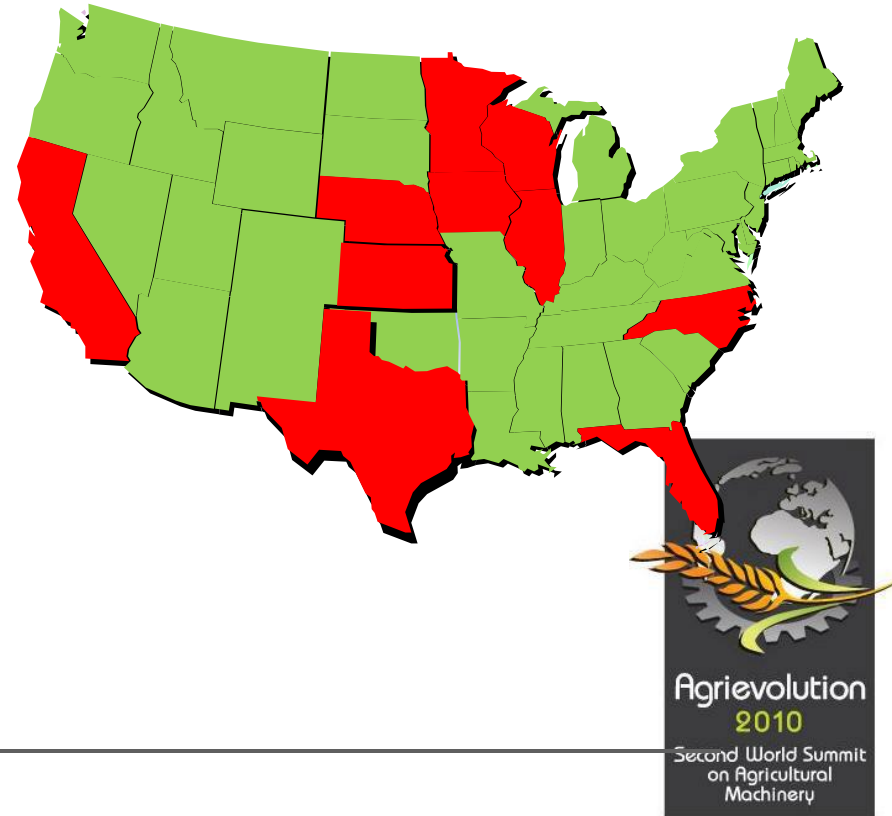 Agrievolution
2010
Second World Summit
on Agricultural
Machinery